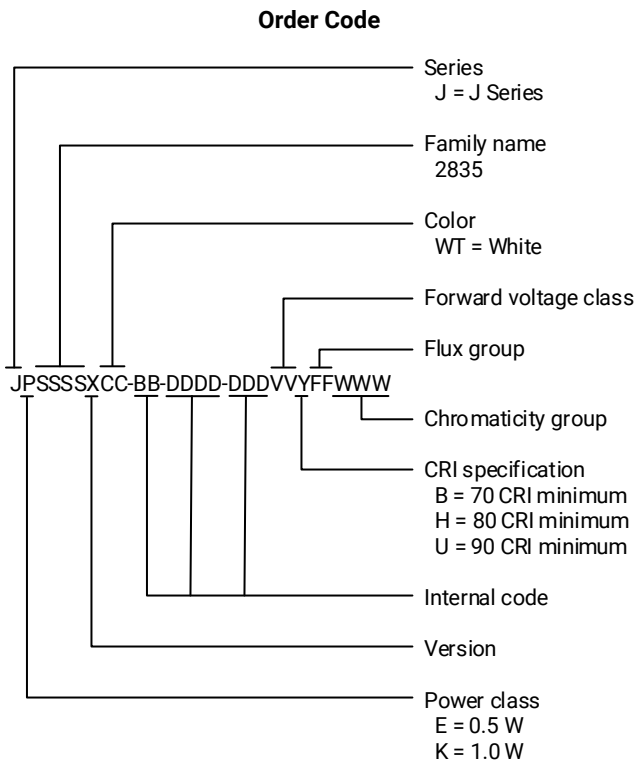 Order Code
Series
J = J Series
Family name
2835
Color
WT = White
Forward voltage class
Flux group
JPSSSSXCC-BB-DDDD-DDDVVYFFWWW
Chromaticity group
CRI specification
B = 70 CRI minimum
H = 80 CRI minimum
U = 90 CRI minimum
Internal code
Version
Power class
E = 0.5 W
K = 1.0 W